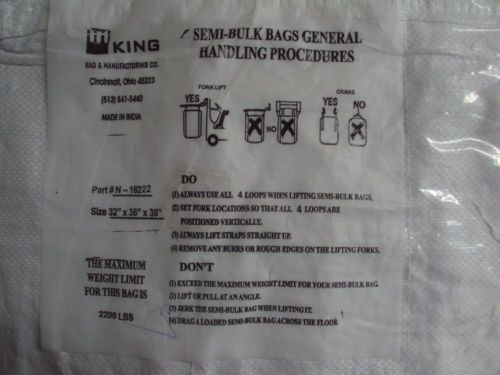 KING
BAG & MANUFACTURING CO.
Cincinnati, Ohio 45223
(513) 541-5440
MADE IN INDIA
Part # N - 16222
Size 32" x 36" x 38"
THE MAXIMUM
WEIGHT LIMIT
FOR THIS BAG IS
2200 LBS
SEMI-BULK BAGS GENERAL
HANDLING PROCEDURES
FORK LIFT
YES
NO
CRANE
YES
NO
DO
(1) ALWAYS USE ALL 4 LOOPS WHEN LIFTING SEMI-BULK BAGS,
(2) SET FORK LOCATIONS SO THAT ALL 4 LOOPS ARE
POSITIONED VERTICALLY.
(3) ALWAYS LIFT STRAPS STRAIGHT UP.
(4) REMOVE ANY BURRS OR ROUGH EDGES ON THE LIFTING FORKS.
DON'T
(1) EXCEED THE MAXIMUM WEIGHT LIMIT FOR YOUR SEMI-BULK BAG
(2) LIFT OR PULL AT AN ANGLE.
(3) JERK THE SEMI-BULK BAG WHEN LIFTING IT.
(4) DRAG A LOADED SEMI-BULK BAG ACROSS THE FLOOR